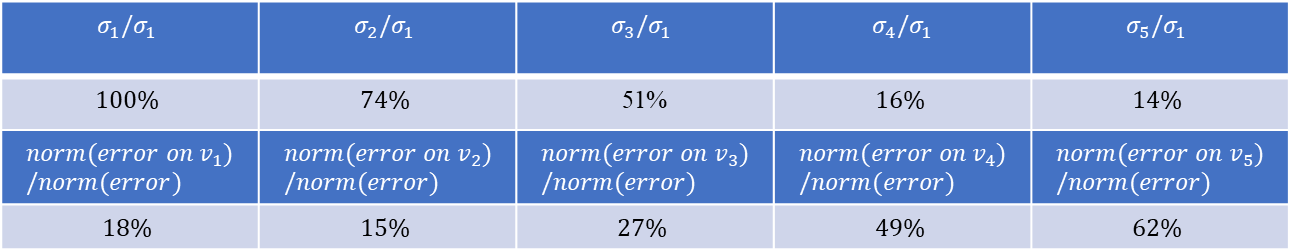 σ₁/σ₁ σ₂/σ₁ σ₃/σ₁ σ₄/σ₁ σ₅/σ₁
100% 74% 51% 16% 14%
norm(error on v₁) norm(error on v₂) norm(error on v₃) norm(error on v₄) norm(error on v₅)
/norm(error) /norm(error) /norm(error) /norm(error) /norm(error)
18% 15% 27% 49% 62%